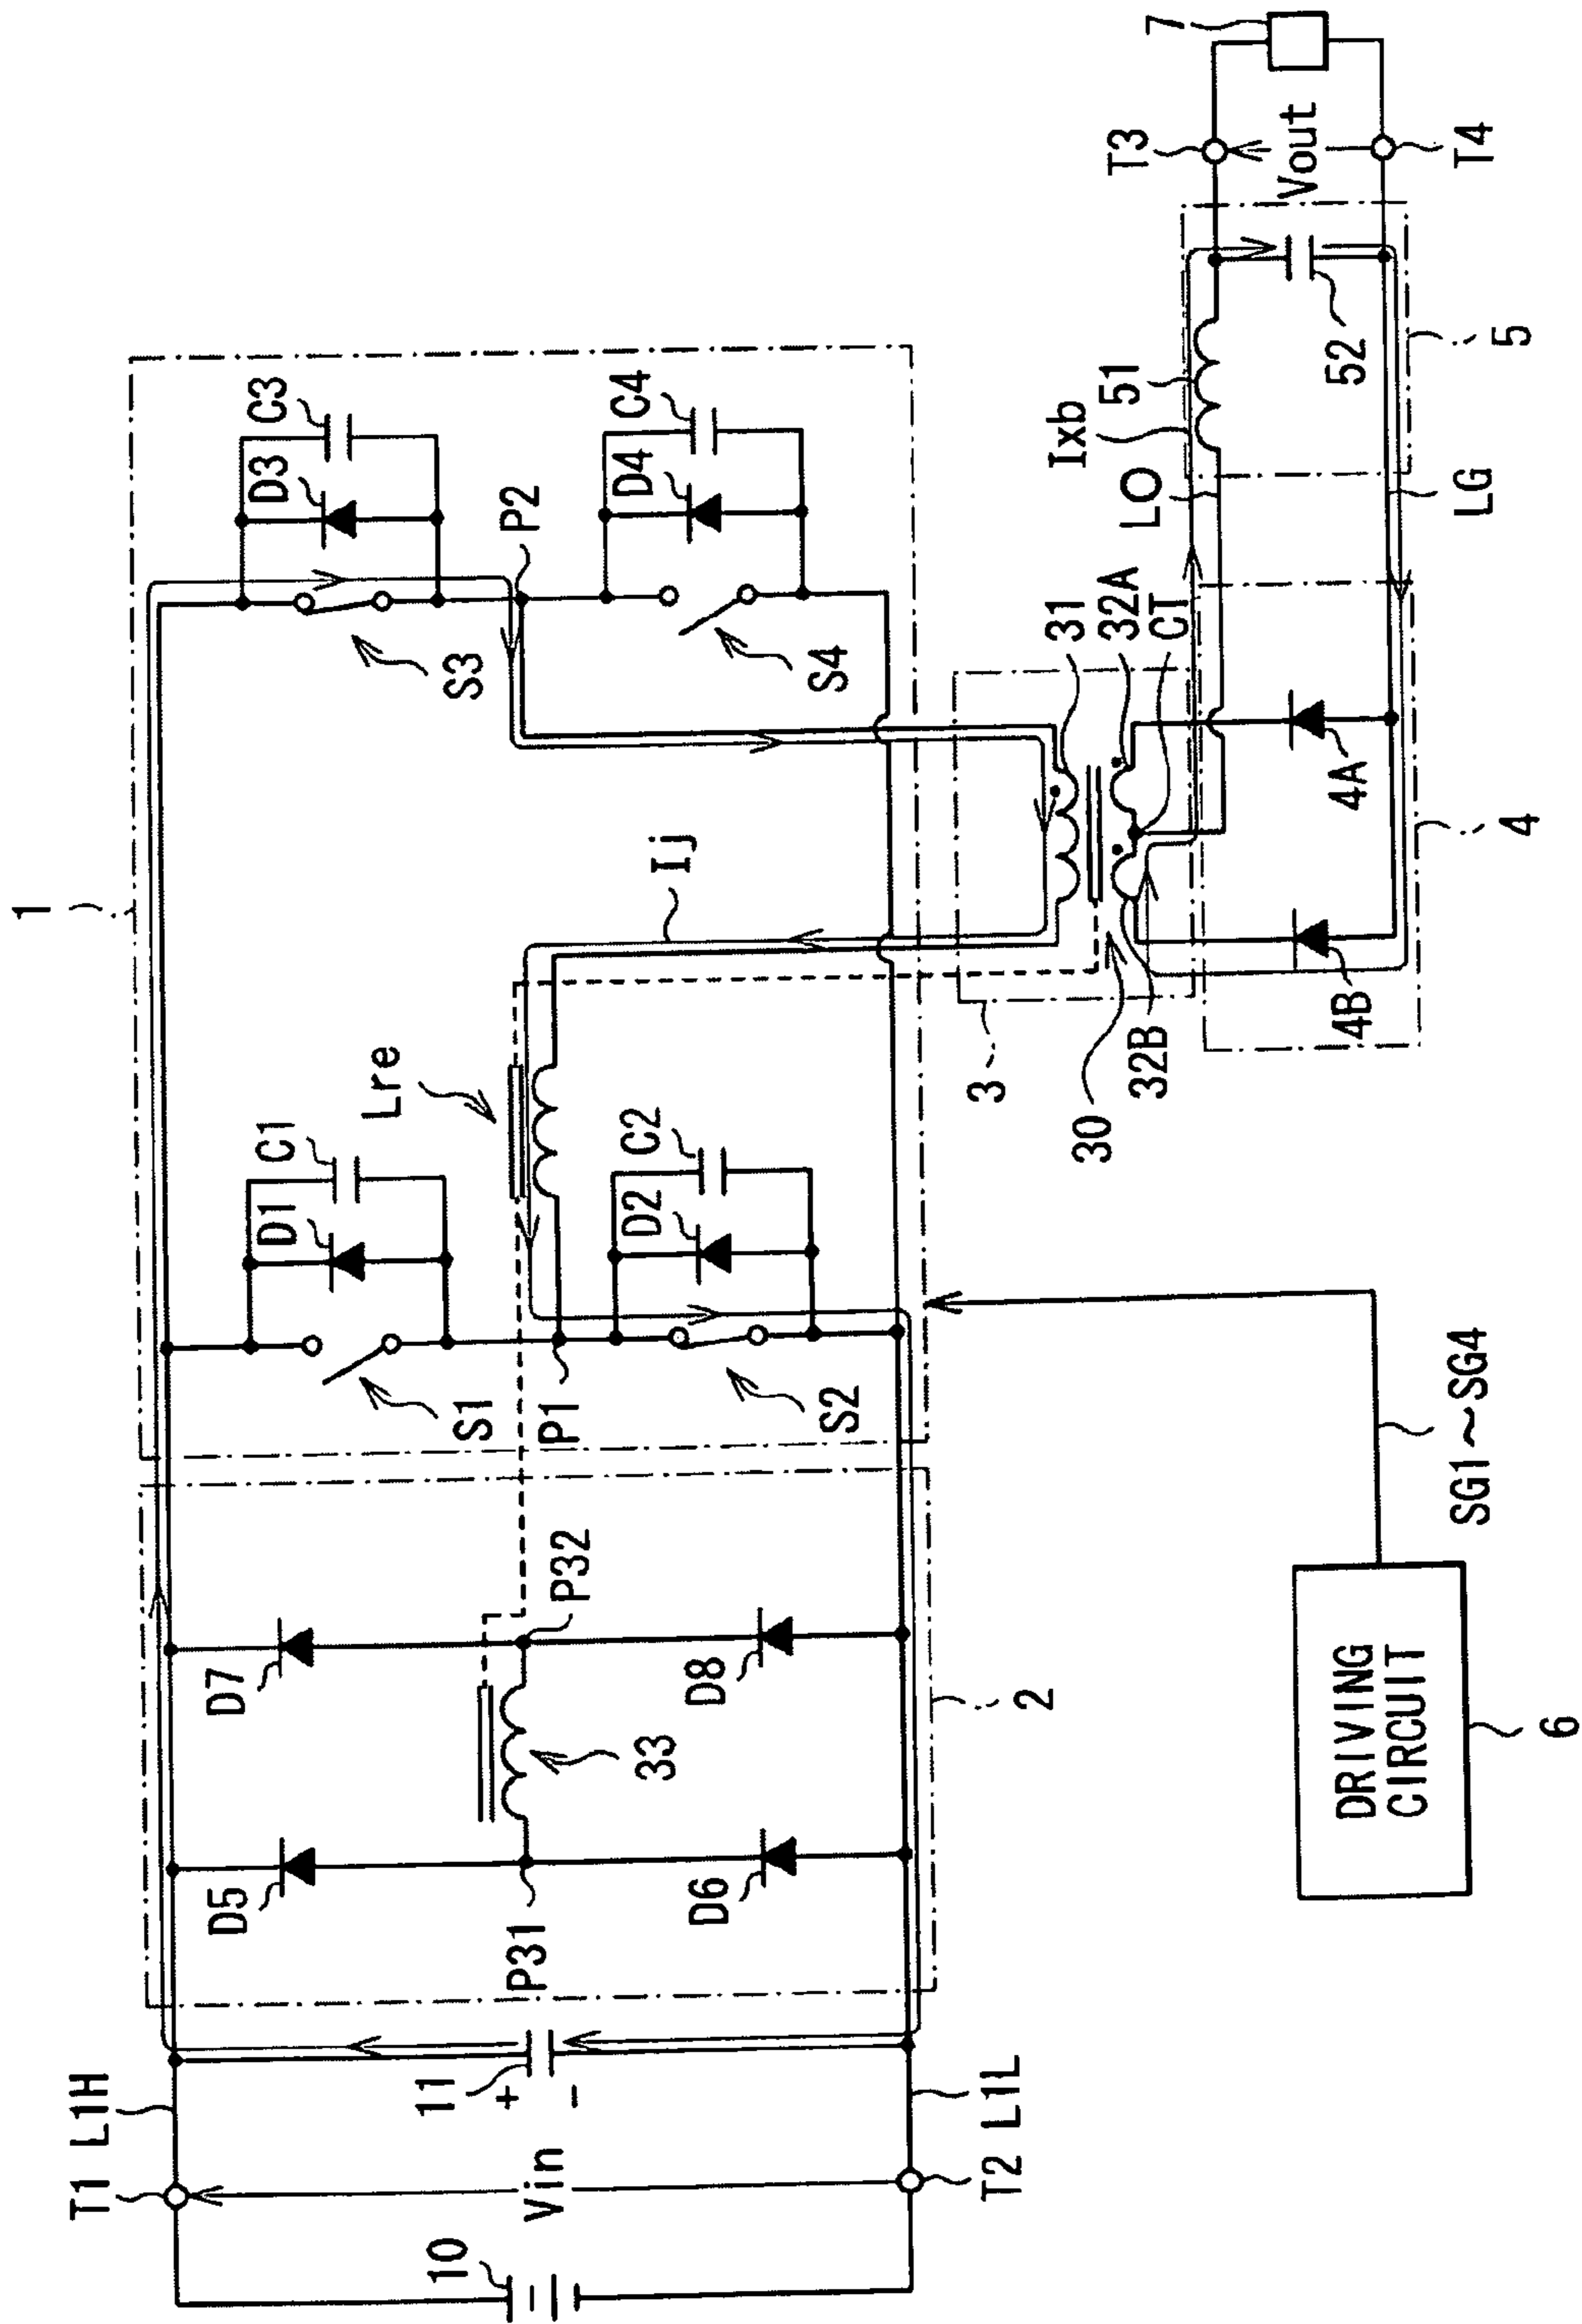 1
T1 L1H
10
Vin
11
+
-
T2 L1L
D5
D7
P31
P32
33
D6
D8
2
S1
D1
C1
Lre
P1
S2
D2
C2
Ij
S3
D3
C3
P2
S4
D4
C4
3
30
31
32A
CT
32B
4B
4A
4
LO
Ixb
51
LG
52
5
T3
Vout
T4
7
SG1~SG4
DRIVING
CIRCUIT
6